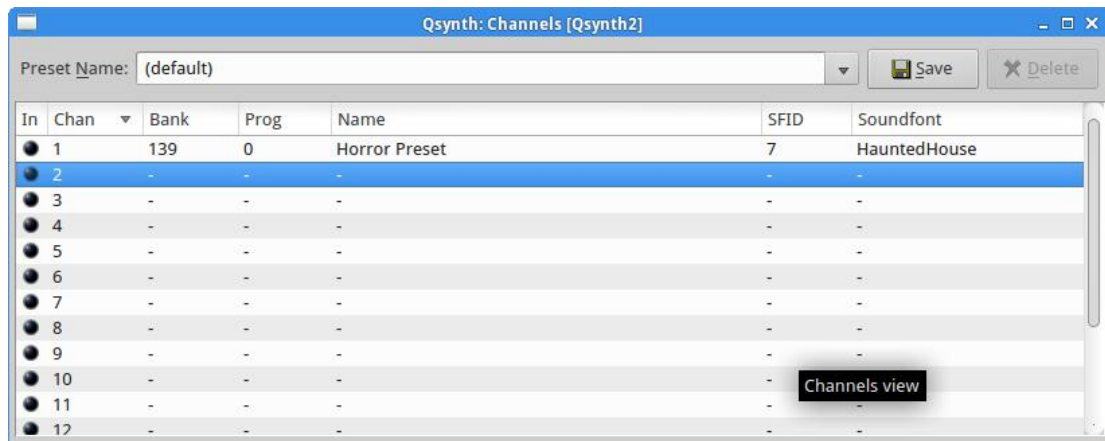 Qsynth: Channels [Qsynth2]
Preset Name: (default) Save Delete
In Chan Bank Prog Name SFID Soundfont
1 139 0 Horror Preset 7 HauntedHouse
2 - - - - -
3 - - - - -
4 - - - - -
5 - - - - -
6 - - - - -
7 - - - - -
8 - - - - -
9 - - - - -
10 - - - -
Channels view
11 - - - - -
12 - - - - -